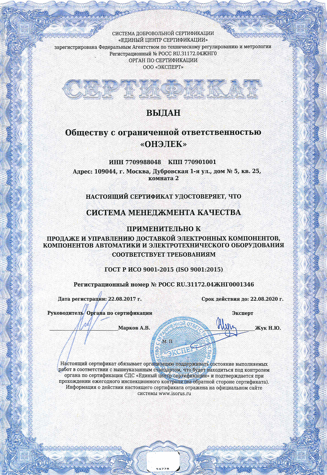 СИСТЕМА ДОБРОВОЛЬНОЙ СЕРТИФИКАЦИИ
«ЕДИНЫЙ ЦЕНТР СЕРТИФИКАЦИИ»
зарегистрирована Федеральным Агентством по техническому регулированию и метрологии
Регистрационный № РОСС RU.31172.04ЖНГ0
ОРГАН ПО СЕРТИФИКАЦИИ
ООО «ЭКСПЕРТ»
СЕРТИФИКАТ
ВЫДАН
Обществу с ограниченной ответственностью
«ОНЭЛЕК»
ИНН 7709988048 КПП 770901001
Адрес: 109044, г. Москва, Дубровская 1-я ул., дом № 5, кв. 25,
комната 2
НАСТОЯЩИЙ СЕРТИФИКАТ УДОСТОВЕРЯЕТ, ЧТО
СИСТЕМА МЕНЕДЖМЕНТА КАЧЕСТВА
ПРИМЕНИТЕЛЬНО К
ПРОДАЖЕ И УПРАВЛЕНИЮ ДОСТАВКОЙ ЭЛЕКТРОННЫХ КОМПОНЕНТОВ,
КОМПОНЕНТОВ АВТОМАТИКИ И ЭЛЕКТРОТЕХНИЧЕСКОГО ОБОРУДОВАНИЯ
СООТВЕТСТВУЕТ ТРЕБОВАНИЯМ
ГОСТ Р ИСО 9001-2015 (ISO 9001:2015)
Регистрационный номер № РОСС RU.31172.04ЖНГ0001346
Дата регистрации: 22.08.2017 г. Срок действия до: 22.08.2020 г.
Руководитель Органа по сертификации Эксперт
Марков А.Я. Жук Н.Ю.
М. П.
Настоящий сертификат обязывает организацию поддерживать состояние выполняемых
работ в соответствии с вышеуказанным стандартом, что будет находиться под контролем
органа по сертификации СДС «Единый центр сертификации» и подтверждается при
прохождении ежегодного инспекционного контроля (на обратной стороне сертификата).
Информация о действии настоящего сертификата отражена на официальном сайте
системы www.usorus.ru